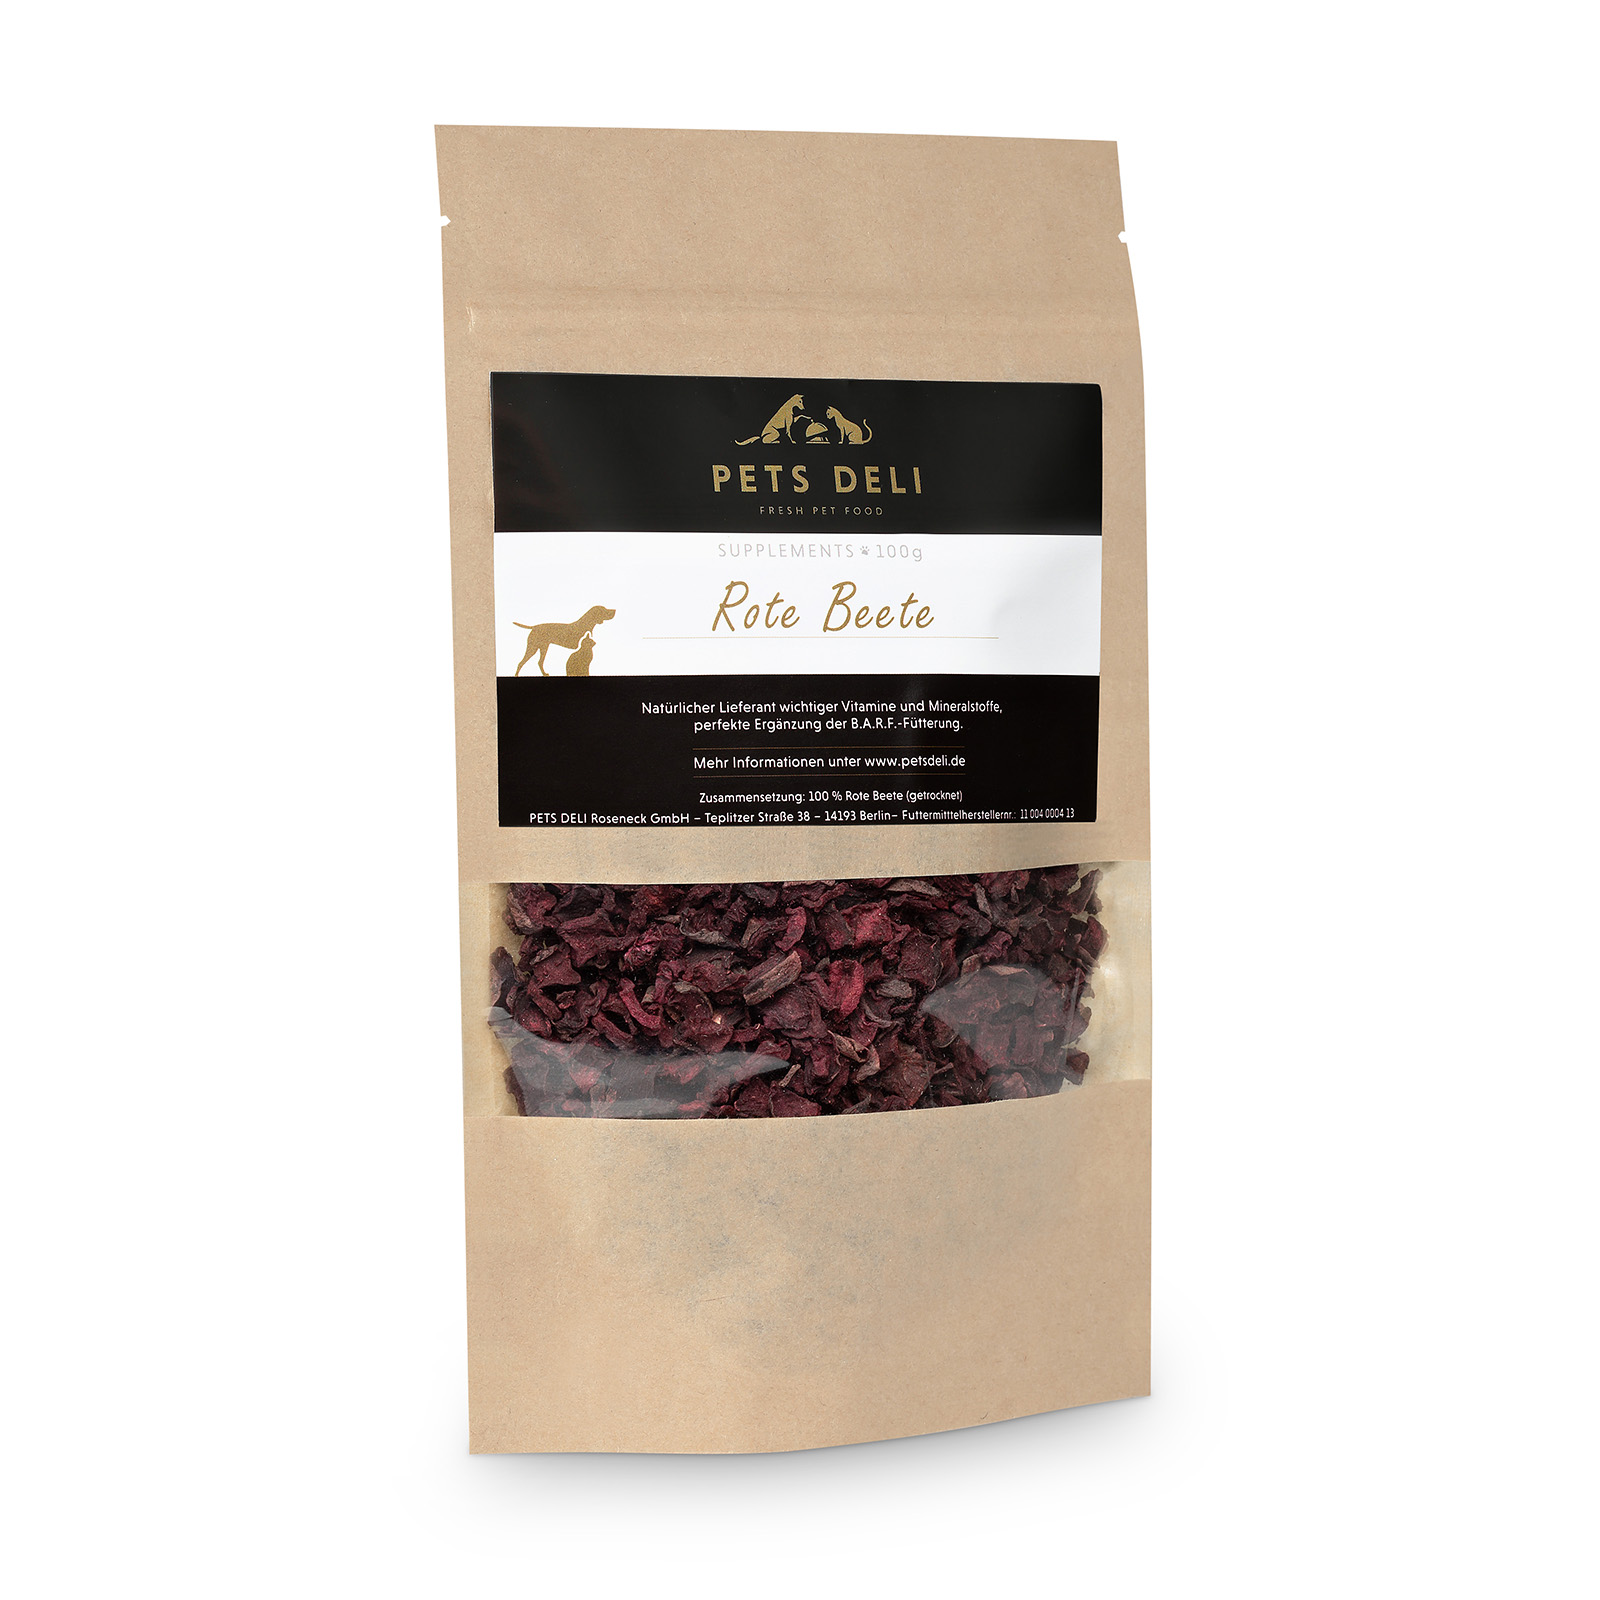 PETS DELI
FRESH PET FOOD
SUPPLEMENTS 100g
Rote Beete
Natürlicher Lieferant wichtiger Vitamine und Mineralstoffe,
perfekte Ergänzung der B.A.R.F.-Fütterung.
Mehr Informationen unter www.petsdeli.de
Zusammensetzung: 100 % Rote Beete (getrocknet)
PETS DELI Roseneck GmbH – Teplitzer Straße 38 – 14193 Berlin– Futtermittelherstellernr.: 11 004 0004 13